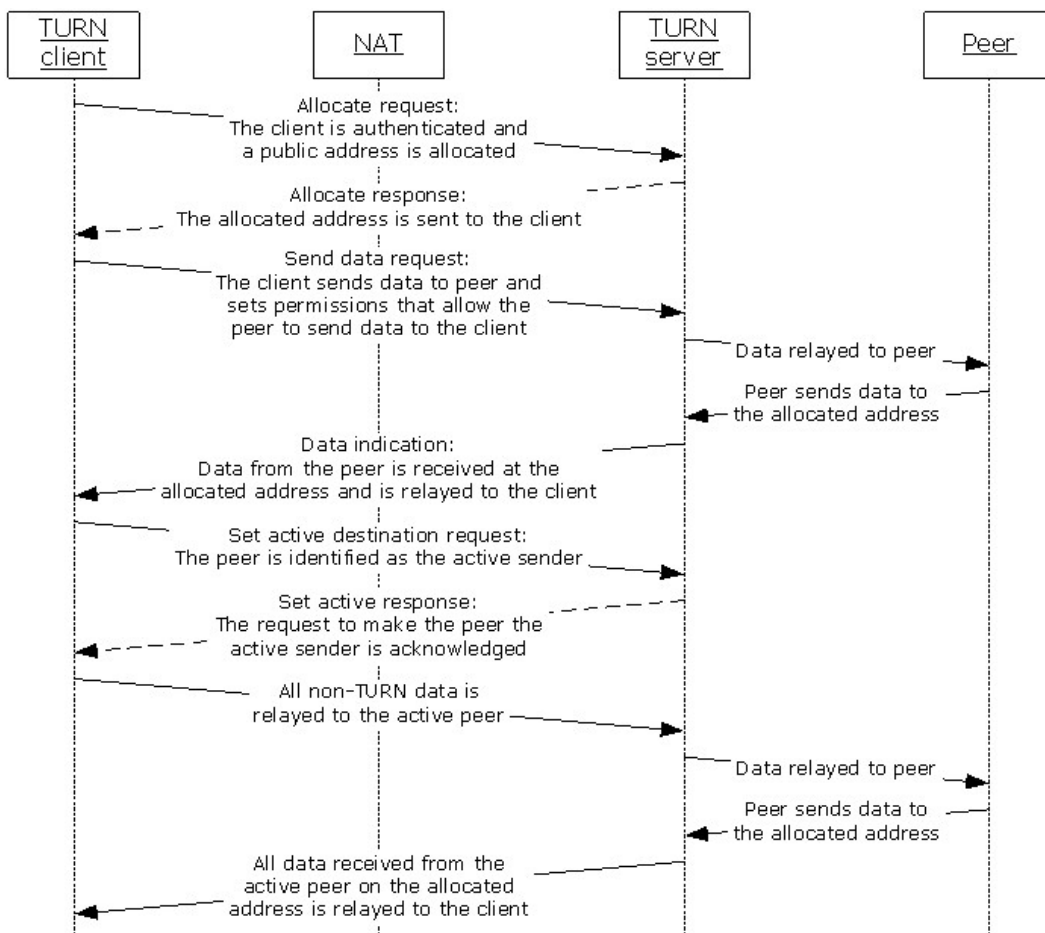 TURN
client
NAT
TURN
server
Peer
Allocate request:
The client is authenticated and
a public address is allocated
Allocate response:
The allocated address is sent to the client
Send data request:
The client sends data to peer and
sets permissions that allow the
peer to send data to the client
Data relayed to peer
Peer sends data to
the allocated address
Data indication:
Data from the peer is received at the
allocated address and is relayed to the client
Set active destination request:
The peer is identified as the active sender
Set active response:
The request to make the peer the
active sender is acknowledged
All non-TURN data is
relayed to the active peer
Data relayed to peer
Peer sends data to
the allocated address
All data received from the
active peer on the allocated
address is relayed to the client